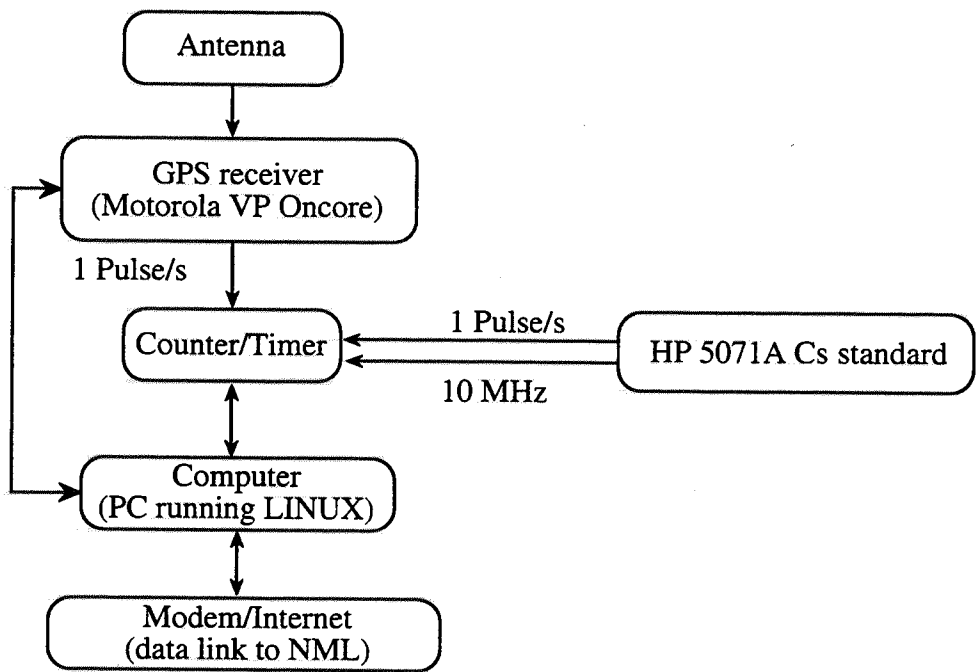 Antenna
GPS receiver
(Motorola VP Oncore)
1 Pulse/s
Counter/Timer
1 Pulse/s
10 MHz
HP 5071A Cs standard
Computer
(PC running LINUX)
Modem/Internet
(data link to NML)